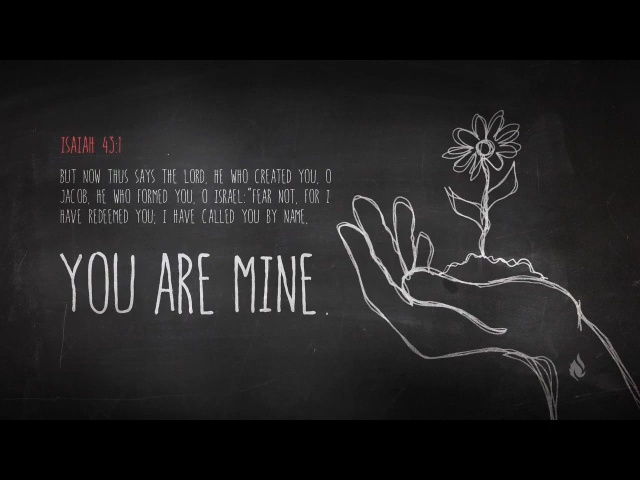 ISAIAH 43:1
BUT NOW THUS SAYS THE LORD, HE WHO CREATED YOU, O
JACOB, HE WHO FORMED YOU, O ISRAEL: "FEAR NOT, FOR I
HAVE REDEEMED YOU; I HAVE CALLED YOU BY NAME,
YOU ARE MINE.